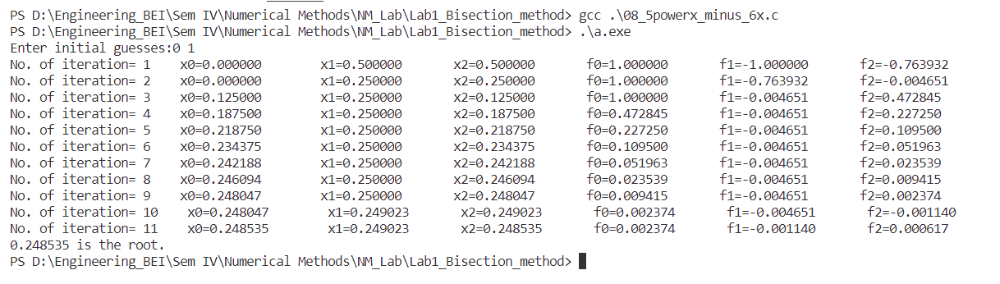 PS D:\Engineering_BEI\Sem IV\Numerical Methods\NM_Lab\Lab1_Bisection_method> gcc .\08_5powerx_minus_6x.c
PS D:\Engineering_BEI\Sem IV\Numerical Methods\NM_Lab\Lab1_Bisection_method> .\a.exe
Enter initial guesses:0 1
No. of iteration= 1 x0=0.000000 x1=0.500000 x2=0.500000 f0=1.000000 f1=-1.000000 f2=-0.763932
No. of iteration= 2 x0=0.000000 x1=0.250000 x2=0.250000 f0=1.000000 f1=-0.763932 f2=-0.004651
No. of iteration= 3 x0=0.125000 x1=0.250000 x2=0.125000 f0=1.000000 f1=-0.004651 f2=0.472845
No. of iteration= 4 x0=0.187500 x1=0.250000 x2=0.187500 f0=0.472845 f1=-0.004651 f2=0.227250
No. of iteration= 5 x0=0.218750 x1=0.250000 x2=0.218750 f0=0.227250 f1=-0.004651 f2=0.109500
No. of iteration= 6 x0=0.234375 x1=0.250000 x2=0.234375 f0=0.109500 f1=-0.004651 f2=0.051963
No. of iteration= 7 x0=0.242188 x1=0.250000 x2=0.242188 f0=0.051963 f1=-0.004651 f2=0.023539
No. of iteration= 8 x0=0.246094 x1=0.250000 x2=0.246094 f0=0.023539 f1=-0.004651 f2=0.009415
No. of iteration= 9 x0=0.248047 x1=0.250000 x2=0.248047 f0=0.009415 f1=-0.004651 f2=0.002374
No. of iteration= 10 x0=0.248047 x1=0.249023 x2=0.249023 f0=0.002374 f1=-0.004651 f2=-0.001140
No. of iteration= 11 x0=0.248535 x1=0.249023 x2=0.248535 f0=0.002374 f1=-0.001140 f2=0.000617
0.248535 is the root.
PS D:\Engineering_BEI\Sem IV\Numerical Methods\NM_Lab\Lab1_Bisection_method>